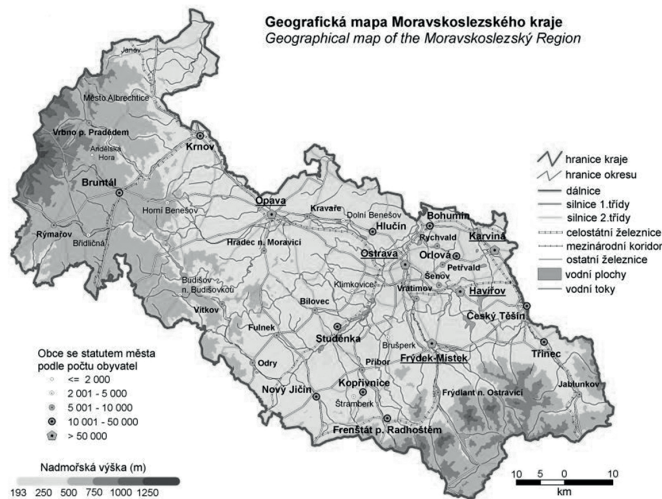 Geografická mapa Moravskoslezského kraje
Geographical map of the Moravskoslezský Region
Janov
Město Albrechtice
Vrbno p. Pradědem
Krnov
Andělská
Hora
Bruntál
Opava
Kravaře
Horní Benešov
Dolní Benešov
Bohumín
Hlučín
Rychvald
Karviná
Rýmařov
Břidličná
Hradec n. Moravicí
Ostrava
Orlová
Petřvald
Šenov
Budišov
n. Budišovkou
Klimkovice
Vratimov
Havířov
Vítkov
Bílovec
Český Těšín
Fulnek
Studénka
Brušperk
Třinec
Odry
Příbor
Frýdek-Místek
Nový Jičín
Kopřivnice
Jablunkov
Frýdlant n. Ostravicí
Štramberk
Frenštát p. Radhoštěm
hranice kraje
hranice okresu
dálnice
silnice 1.třídy
silnice 2.třídy
celostátní železnice
mezinárodní koridor
ostatní železnice
vodní plochy
vodní toky
Obce se statutem města
podle počtu obyvatel
<= 2 000
2 001 - 5 000
5 001 - 10 000
10 001 - 50 000
> 50 000
Nadmořská výška (m)
193 250 500 750 1000 1250
10 5 0 10
km